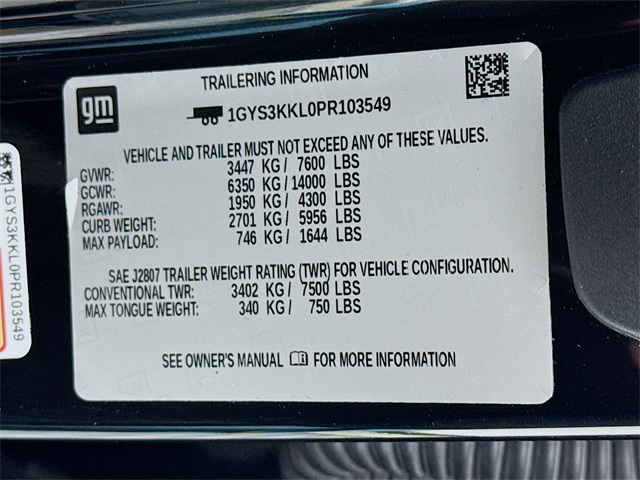 gm
TRAILERING INFORMATION
1GYS3KKL0PR103549
VEHICLE AND TRAILER MUST NOT EXCEED ANY OF THESE VALUES.
GVWR: 3447 KG / 7600 LBS
GCWR: 6350 KG / 14000 LBS
RGAWR: 1950 KG / 4300 LBS
CURB WEIGHT: 2701 KG / 5956 LBS
MAX PAYLOAD: 746 KG / 1644 LBS
SAE J2807 TRAILER WEIGHT RATING (TWR) FOR VEHICLE CONFIGURATION.
CONVENTIONAL TWR: 3402 KG / 7500 LBS
MAX TONGUE WEIGHT: 340 KG / 750 LBS
SEE OWNER'S MANUAL FOR MORE INFORMATION
1GYS3KKL0PR103549